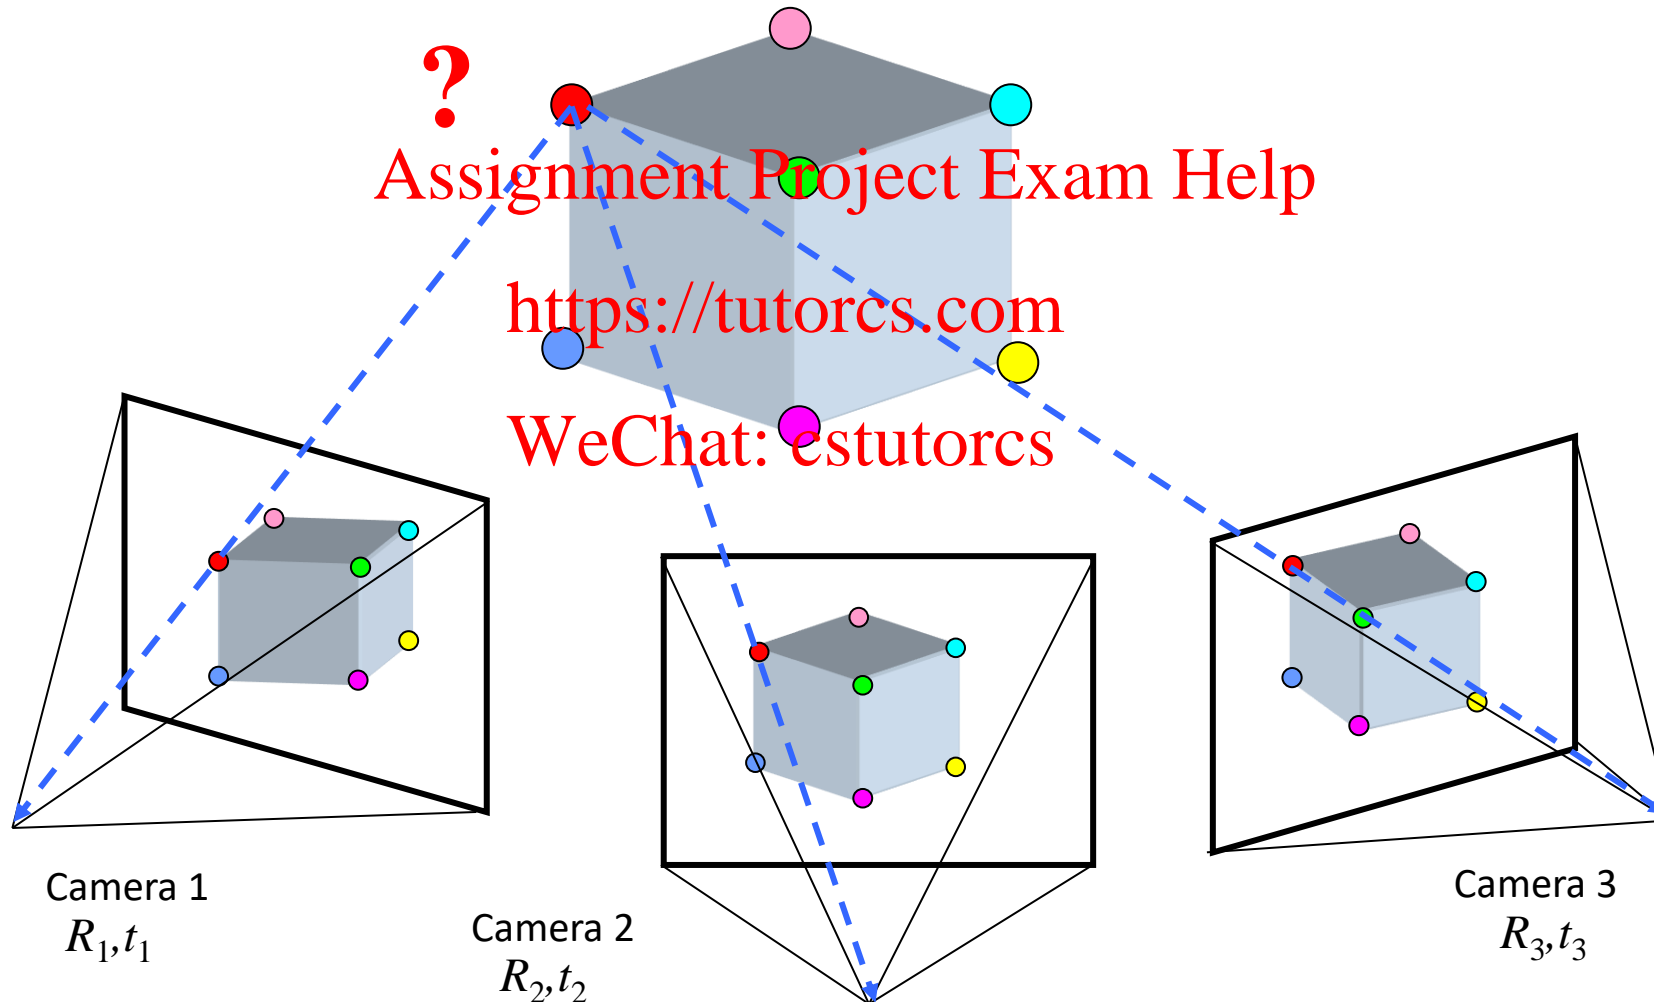 ?
Assignment Project Exam Help
https://tutorcs.com
WeChat: cstutorcs
Camera 1
R₁,t₁
Camera 2
R₂,t₂
Camera 3
R₃,t₃